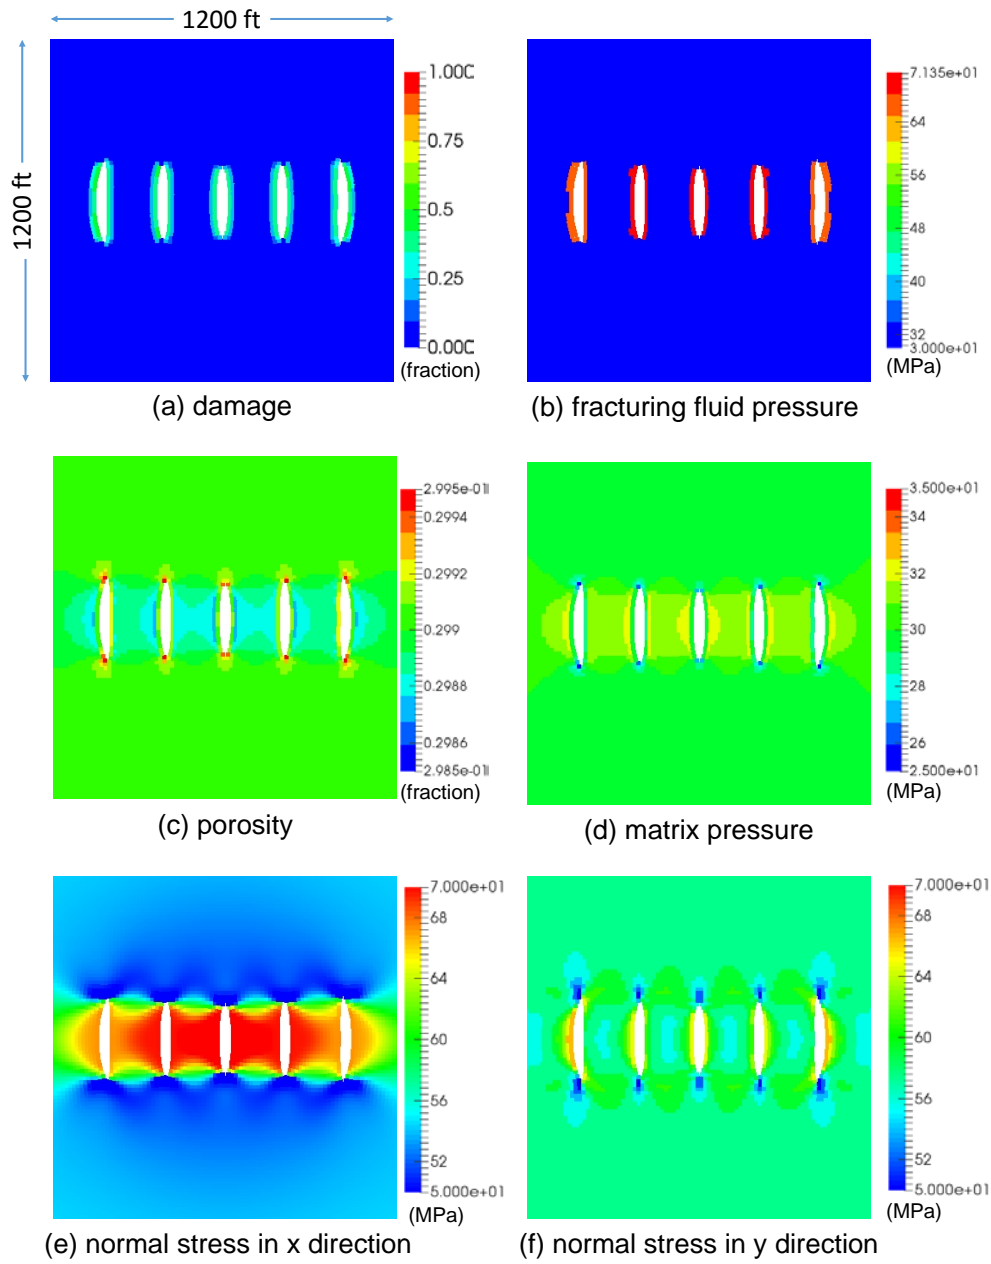 1200 ft
1200 ft
1.000
0.75
0.5
0.25
0.000
(fraction)
(a) damage
7.135e+01
64
56
48
40
32
3.000e+01
(MPa)
(b) fracturing fluid pressure
2.995e-01
0.2994
0.2992
0.299
0.2988
0.2986
2.985e-01
(fraction)
(c) porosity
3.500e+01
34
32
30
28
26
2.500e+01
(MPa)
(d) matrix pressure
7.000e+01
68
64
60
56
52
5.000e+01
(MPa)
(e) normal stress in x direction
7.000e+01
68
64
60
56
52
5.000e+01
(MPa)
(f) normal stress in y direction